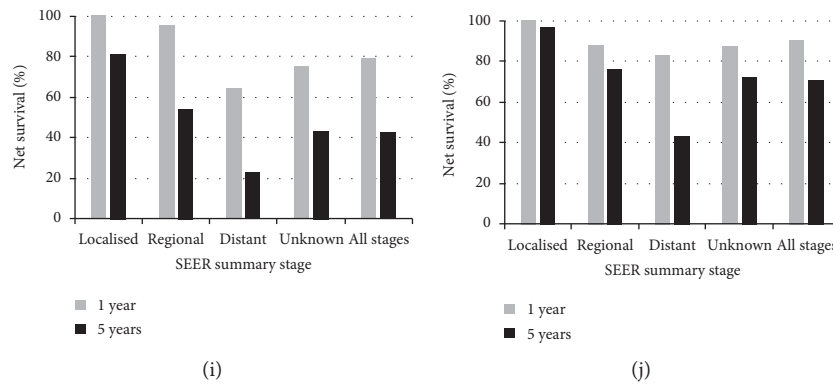 100
80
60
40
20
0
Net survival (%)
Localised Regional Distant Unknown All stages
SEER summary stage
1 year
5 years
(i)
100
80
60
40
20
0
Net survival (%)
Localised Regional Distant Unknown All stages
SEER summary stage
1 year
5 years
(j)